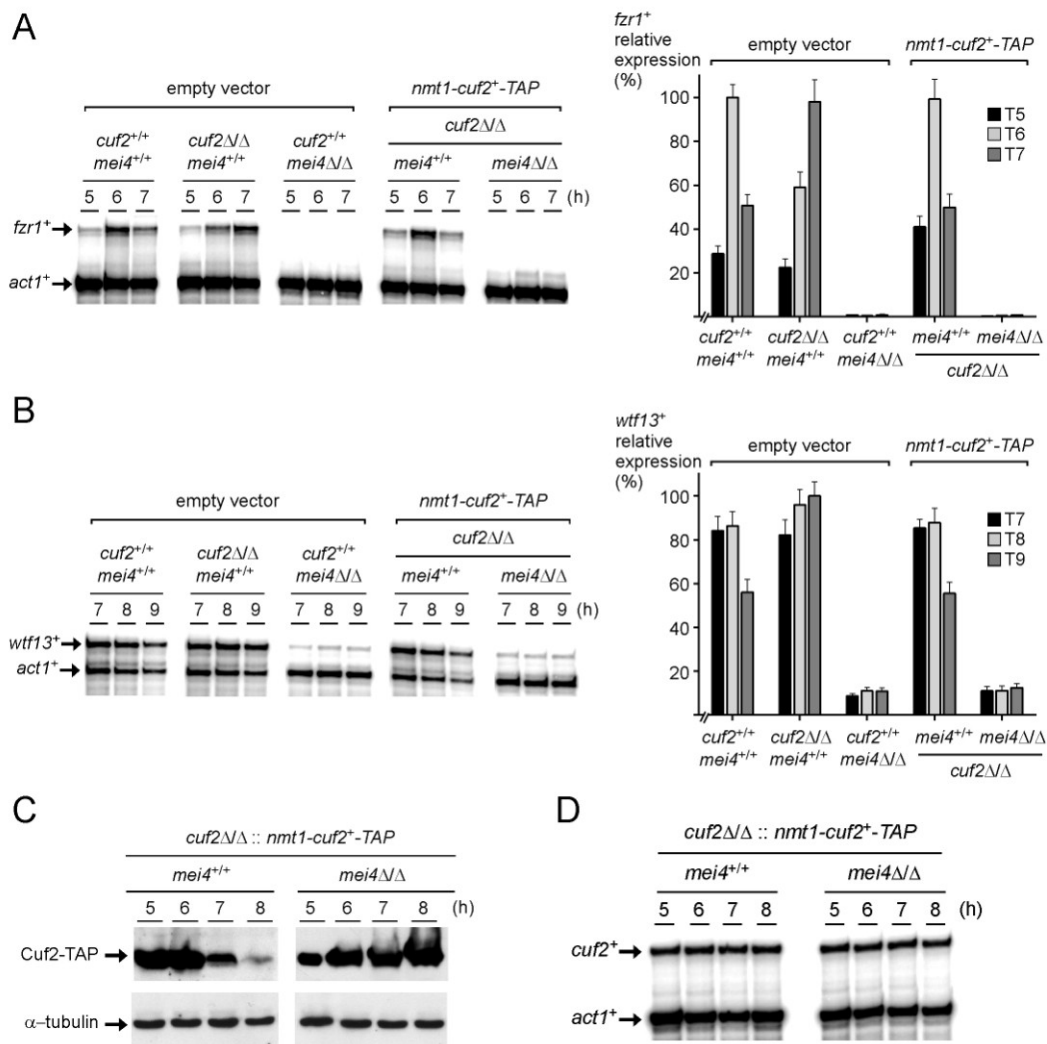 A
empty vector
nmt1-cuf2+-TAP
cuf2Δ/Δ
cuf2+/+ cuf2Δ/Δ cuf2+/+
mei4+/+ mei4+/+ mei4Δ/Δ mei4+/+ mei4Δ/Δ
5 6 7 5 6 7 5 6 7 5 6 7 5 6 7 (h)
fzr1+
act1+
fzr1+
relative
expression
(%)
empty vector
nmt1-cuf2+-TAP
100
80
60
40
20
T5
T6
T7
cuf2+/+ cuf2Δ/Δ cuf2+/+ mei4+/+ mei4Δ/Δ
mei4+/+ mei4+/+ mei4Δ/Δ
cuf2Δ/Δ
B
empty vector
nmt1-cuf2+-TAP
cuf2Δ/Δ
cuf2+/+ cuf2Δ/Δ cuf2+/+
mei4+/+ mei4+/+ mei4Δ/Δ mei4+/+ mei4Δ/Δ
7 8 9 7 8 9 7 8 9 7 8 9 7 8 9 (h)
wtf13+
act1+
wtf13+
relative
expression
(%)
empty vector
nmt1-cuf2+-TAP
100
80
60
40
20
T7
T8
T9
cuf2+/+ cuf2Δ/Δ cuf2+/+ mei4+/+ mei4Δ/Δ
mei4+/+ mei4+/+ mei4Δ/Δ
cuf2Δ/Δ
C
cuf2Δ/Δ :: nmt1-cuf2+-TAP
mei4+/+ mei4Δ/Δ
5 6 7 8 5 6 7 8 (h)
Cuf2-TAP
α–tubulin
D
cuf2Δ/Δ :: nmt1-cuf2+-TAP
mei4+/+ mei4Δ/Δ
5 6 7 8 5 6 7 8 (h)
cuf2+
act1+